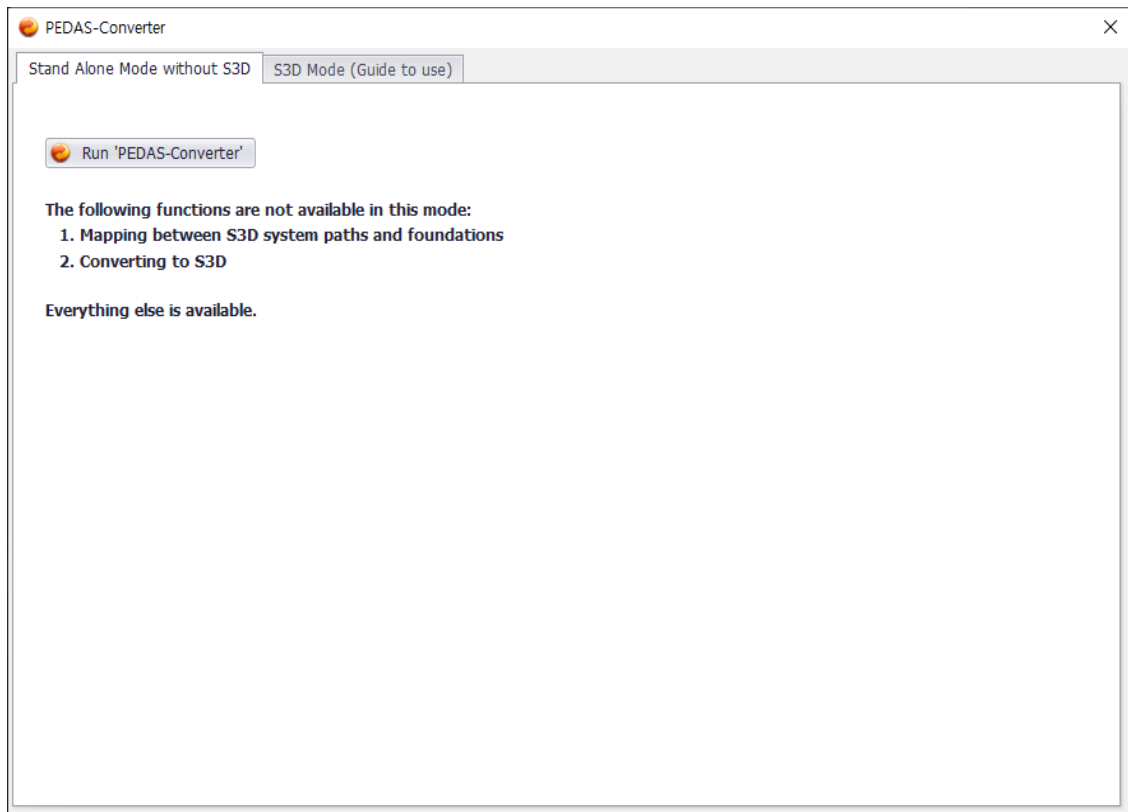 PEDAS-Converter
Stand Alone Mode without S3D
S3D Mode (Guide to use)
Run 'PEDAS-Converter'
The following functions are not available in this mode:
1. Mapping between S3D system paths and foundations
2. Converting to S3D
Everything else is available.